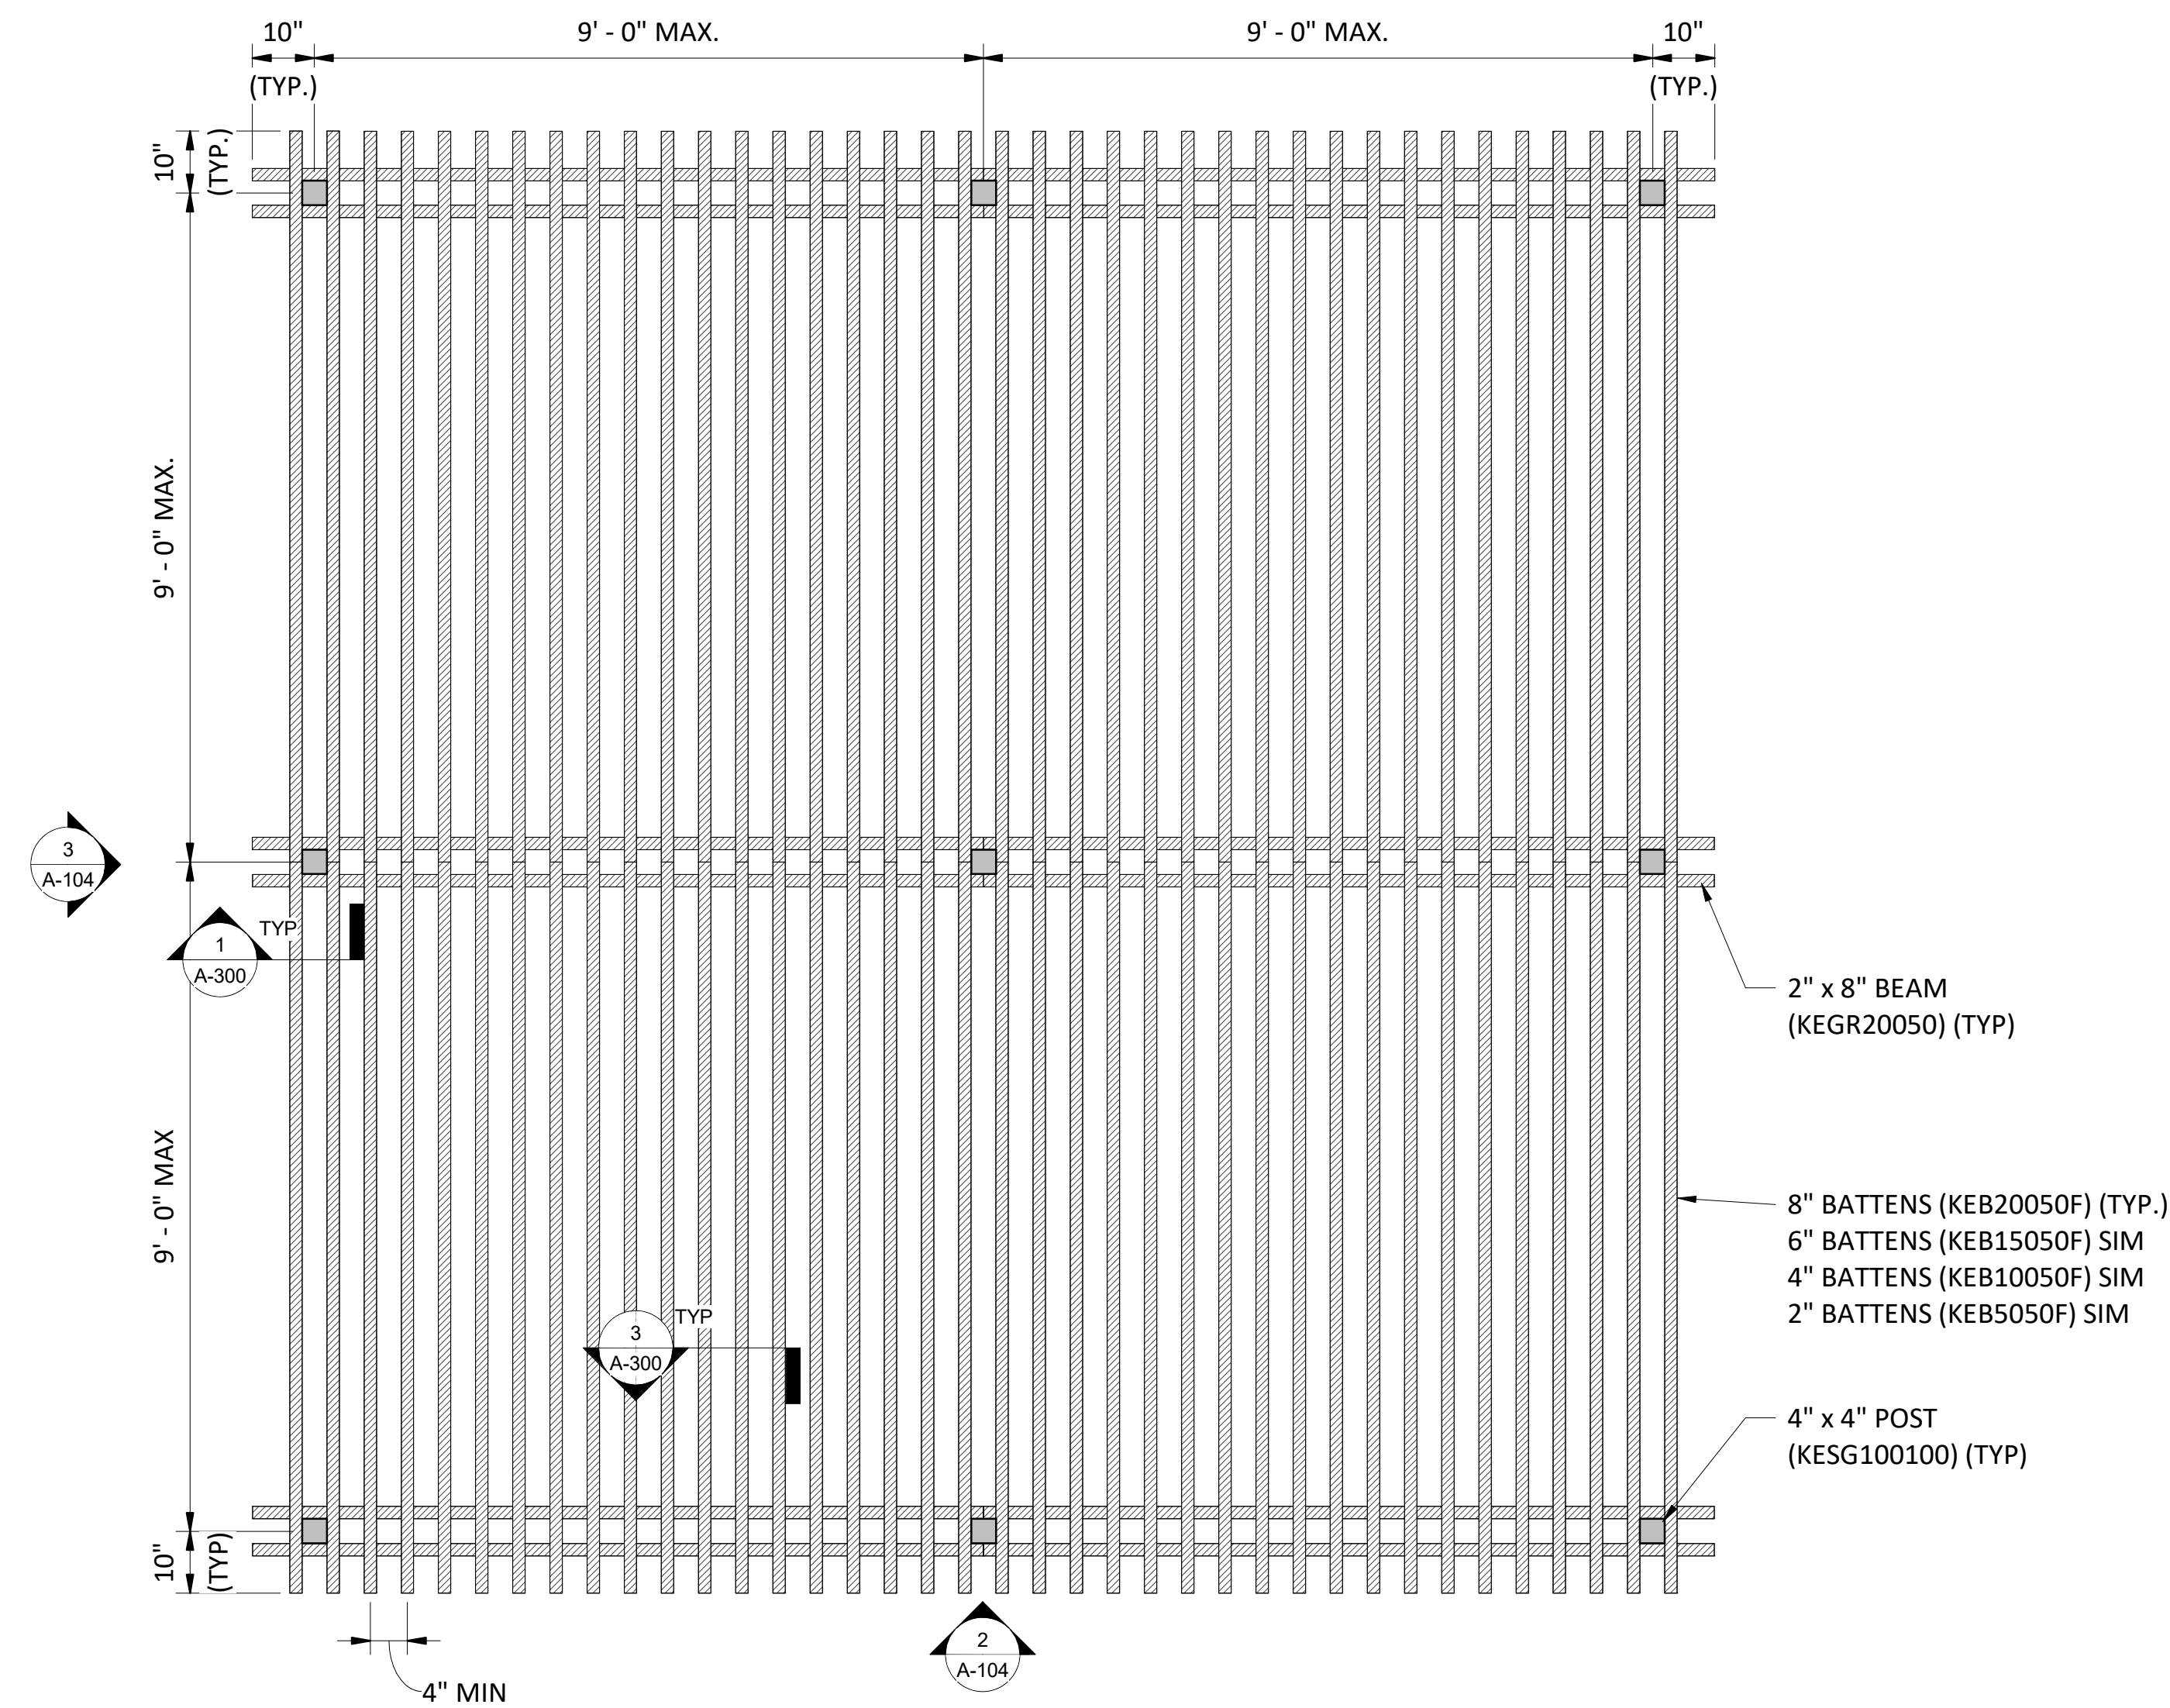 10" 9' - 0" MAX. 9' - 0" MAX. 10"
(TYP.) (TYP.)
10"
(TYP.)
9' - 0" MAX.
3
A-104
TYP
1
A-300
2" x 8" BEAM
(KEGR20050) (TYP)
9' - 0" MAX
8" BATTENS (KEB20050F) (TYP.)
6" BATTENS (KEB15050F) SIM
4" BATTENS (KEB10050F) SIM
2" BATTENS (KEB5050F) SIM
TYP
3
A-300
4" x 4" POST
(KESG100100) (TYP)
10"
(TYP)
2
A-104
4" MIN